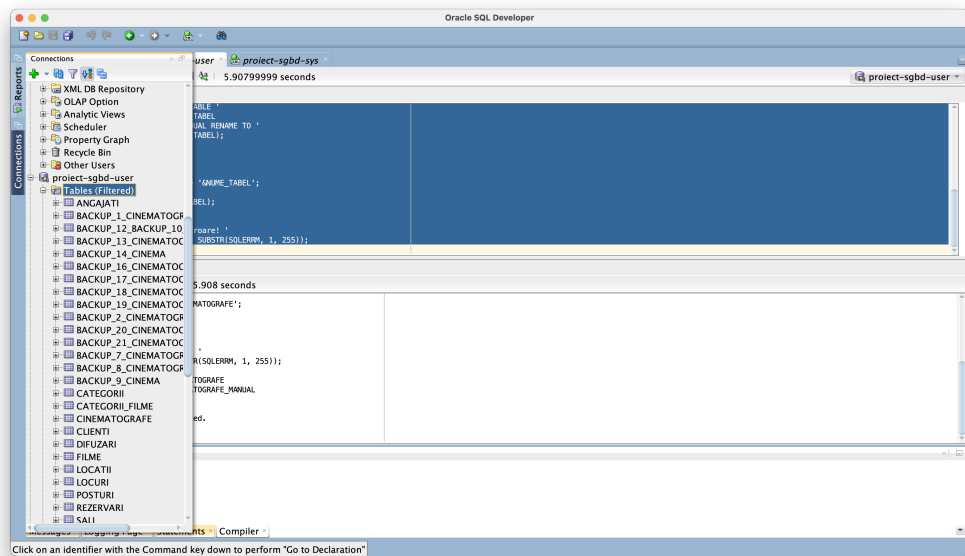 Oracle SQL Developer
Connections
-user
proiect-sgbd-sys
5.90799999 seconds
proiect-sgbd-user
Reports
Connections
XML DB Repository
OLAP Option
Analytic Views
Scheduler
Property Graph
Recycle Bin
Other Users
proiect-sgbd-user
Tables (Filtered)
ANGAJATI
BACKUP_1_CINEMATOGR
BACKUP_12_BACKUP_10_
BACKUP_13_CINEMATOC
BACKUP_14_CINEMA
BACKUP_16_CINEMATOC
BACKUP_17_CINEMATOC
BACKUP_18_CINEMATOC
BACKUP_19_CINEMATOC
BACKUP_2_CINEMATOGR
BACKUP_20_CINEMATOC
BACKUP_21_CINEMATOC
BACKUP_7_CINEMATOGR
BACKUP_8_CINEMATOGR
BACKUP_9_CINEMA
CATEGORII
CATEGORII_FILME
CINEMATOGRAFE
CLIENTI
DIFUZARI
FILME
LOCATII
LOCURI
POSTURI
REZERVARI
SALI
ABLE '
TABEL
UAL RENAME TO '
TABEL);
'&NUME_TABEL';
BEL);
roare! '
SUBSTR(SQLERRM, 1, 255));
5.908 seconds
MATOGRAFE';
'
R(SQLERRM, 1, 255));
TOGRAFE
TOGRAFE_MANUAL
ed.
Messages
Logging Page
Statements
Compiler
Click on an identifier with the Command key down to perform "Go to Declaration"